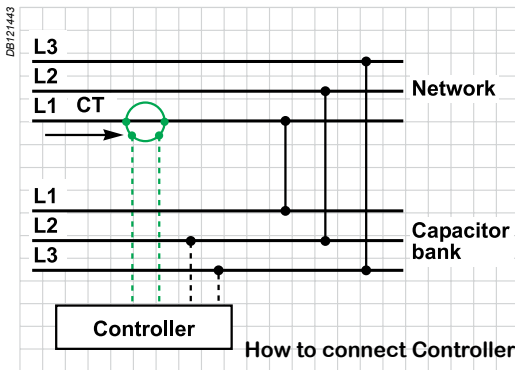 DB121443
L3
L2
L1 CT
Network
L1
L2
L3
Capacitor
bank
Controller
How to connect Controller